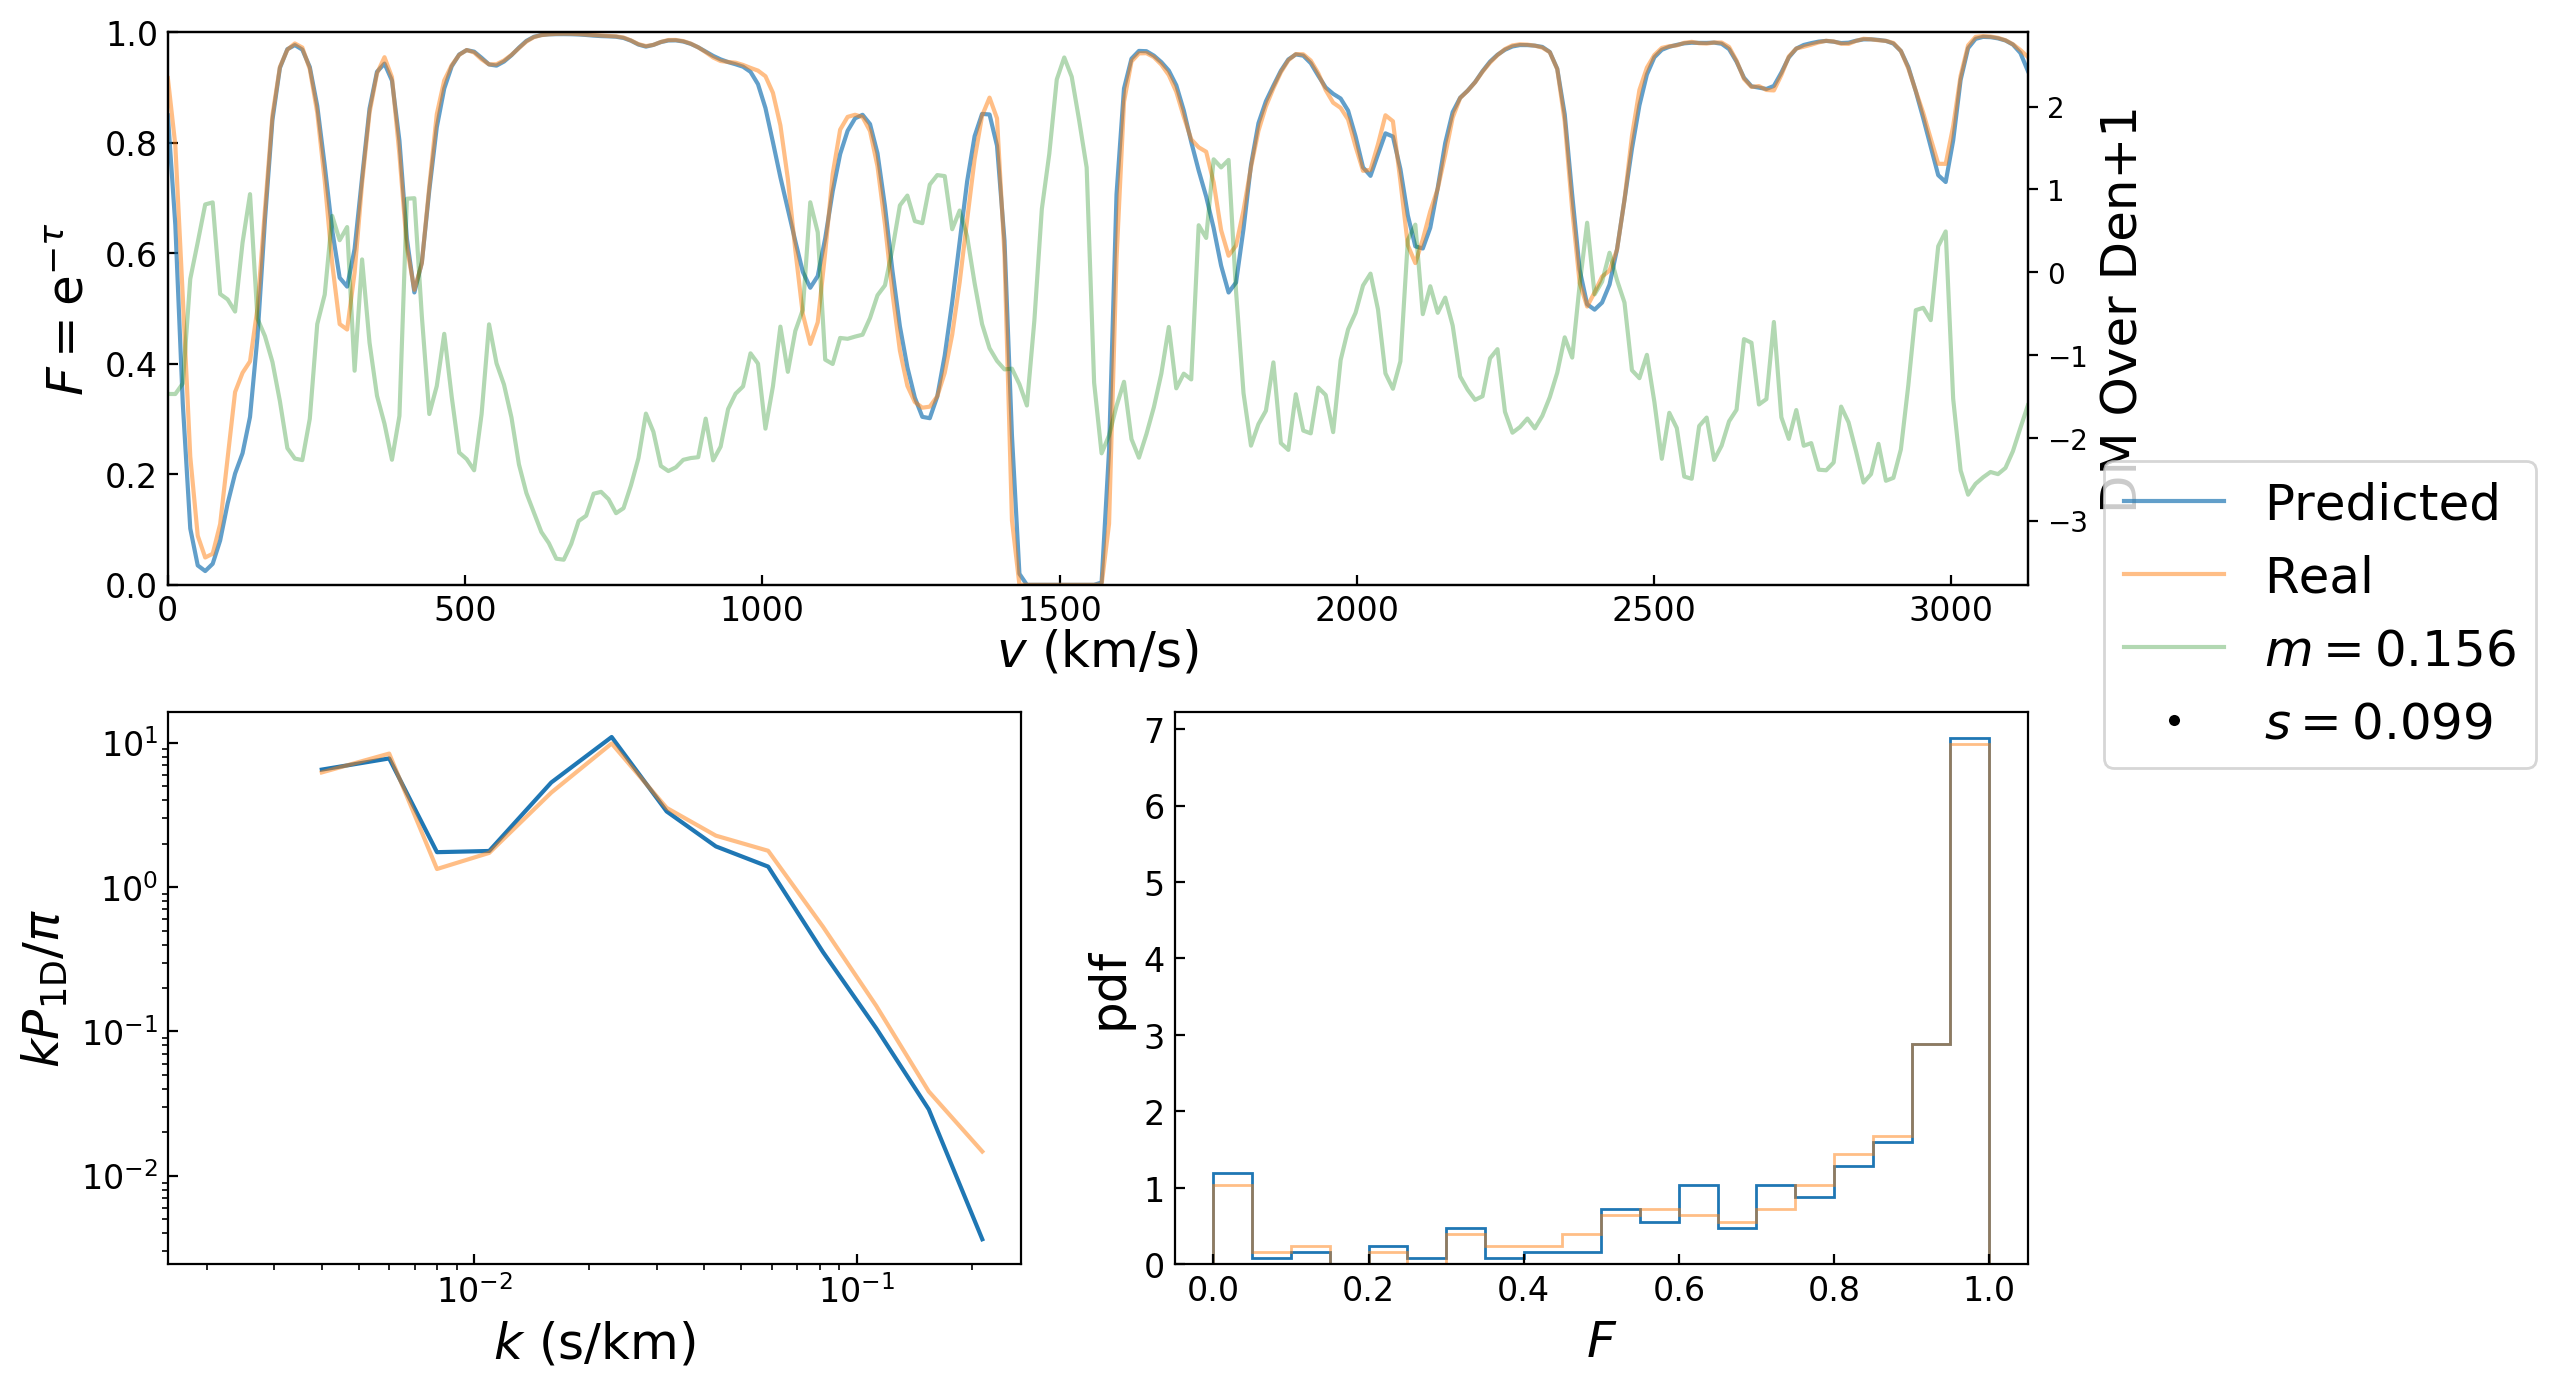 1.0
0.8
0.6
0.4
0.2
0.0
F = e^{−τ}
2
1
0
−1
−2
−3
DM Over Den+1
0 500 1000 1500 2000 2500 3000
v (km/s)
Predicted
Real
m = 0.156
s = 0.099
10^1
10^0
10^{−1}
10^{−2}
kP_{1D}/π
10^{−2} 10^{−1}
k (s/km)
7
6
5
4
3
2
1
0
pdf
0.0 0.2 0.4 0.6 0.8 1.0
F